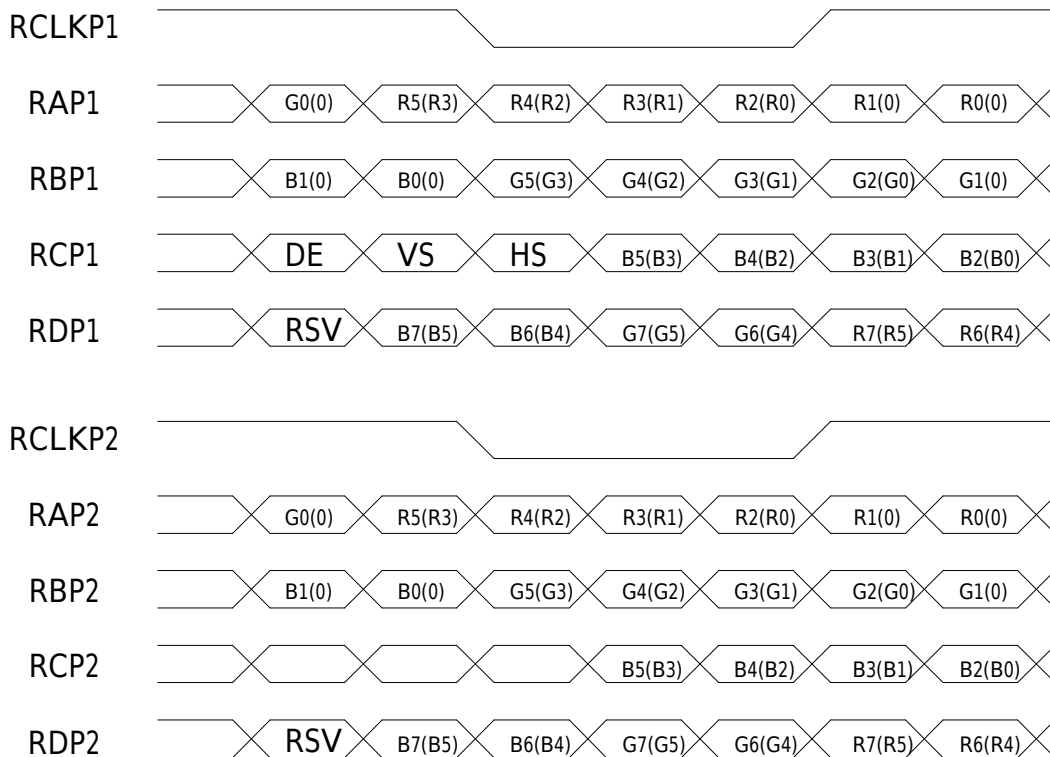 RCLKP1
RAP1 G0(0) R5(R3) R4(R2) R3(R1) R2(R0) R1(0) R0(0)
RBP1 B1(0) B0(0) G5(G3) G4(G2) G3(G1) G2(G0) G1(0)
RCP1 DE VS HS B5(B3) B4(B2) B3(B1) B2(B0)
RDP1 RSV B7(B5) B6(B4) G7(G5) G6(G4) R7(R5) R6(R4)
RCLKP2
RAP2 G0(0) R5(R3) R4(R2) R3(R1) R2(R0) R1(0) R0(0)
RBP2 B1(0) B0(0) G5(G3) G4(G2) G3(G1) G2(G0) G1(0)
RCP2 B5(B3) B4(B2) B3(B1) B2(B0)
RDP2 RSV B7(B5) B6(B4) G7(G5) G6(G4) R7(R5) R6(R4)